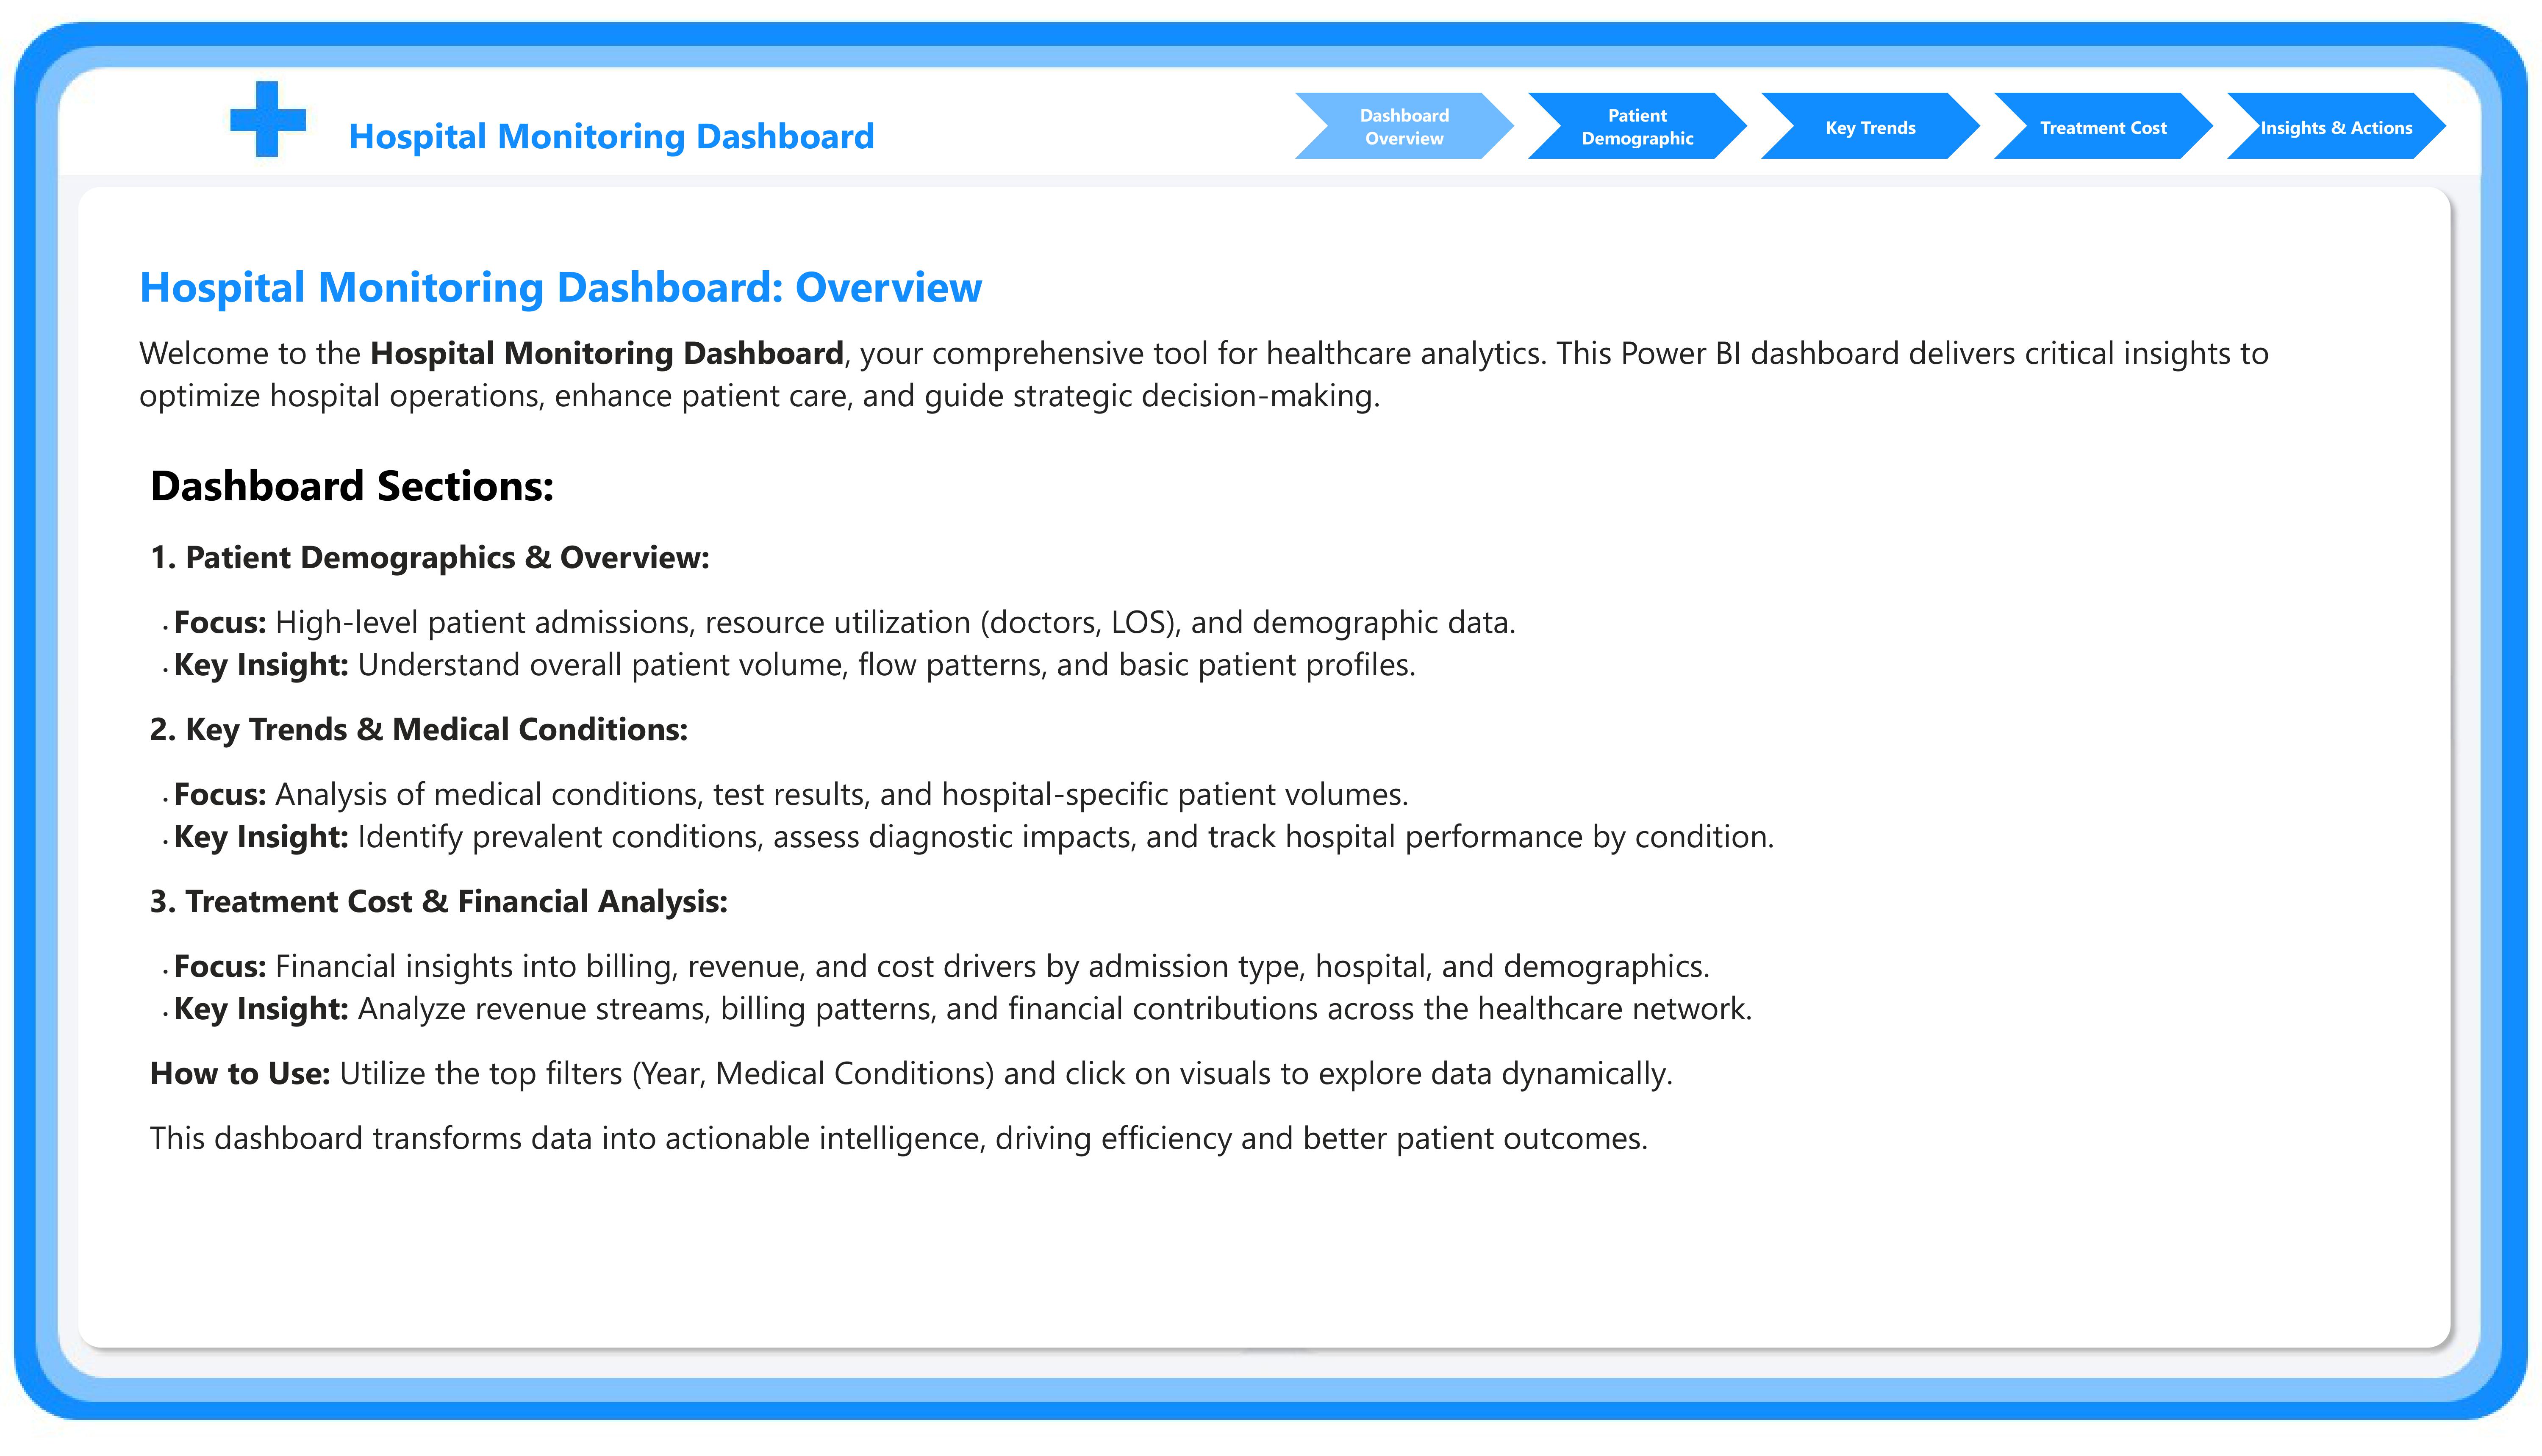 Hospital Monitoring Dashboard
Dashboard
Overview
Patient
Demographic
Key Trends
Treatment Cost
Insights & Actions
Hospital Monitoring Dashboard: Overview
Welcome to the Hospital Monitoring Dashboard, your comprehensive tool for healthcare analytics. This Power BI dashboard delivers critical insights to
optimize hospital operations, enhance patient care, and guide strategic decision-making.
Dashboard Sections:
1. Patient Demographics & Overview:
· Focus: High-level patient admissions, resource utilization (doctors, LOS), and demographic data.
· Key Insight: Understand overall patient volume, flow patterns, and basic patient profiles.
2. Key Trends & Medical Conditions:
· Focus: Analysis of medical conditions, test results, and hospital-specific patient volumes.
· Key Insight: Identify prevalent conditions, assess diagnostic impacts, and track hospital performance by condition.
3. Treatment Cost & Financial Analysis:
· Focus: Financial insights into billing, revenue, and cost drivers by admission type, hospital, and demographics.
· Key Insight: Analyze revenue streams, billing patterns, and financial contributions across the healthcare network.
How to Use: Utilize the top filters (Year, Medical Conditions) and click on visuals to explore data dynamically.
This dashboard transforms data into actionable intelligence, driving efficiency and better patient outcomes.